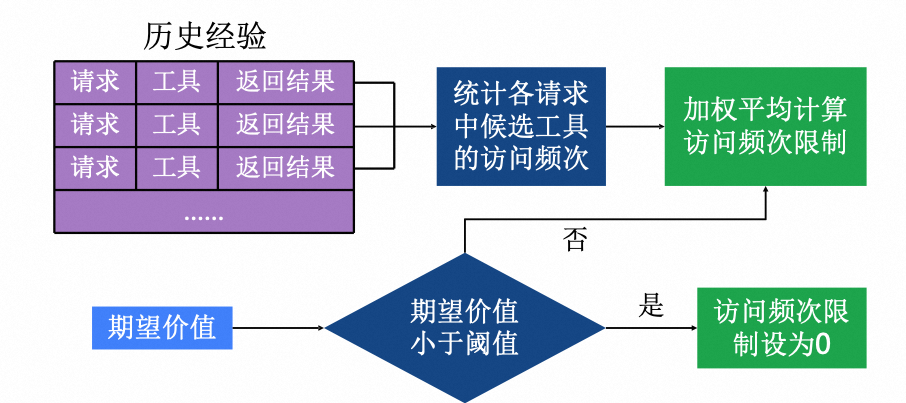 历史经验
请求 工具 返回结果
请求 工具 返回结果
请求 工具 返回结果
......
统计各请求
中候选工具
的访问频次
加权平均计算
访问频次限制
否
期望价值
期望价值
小于阈值
是
访问频次限
制设为0